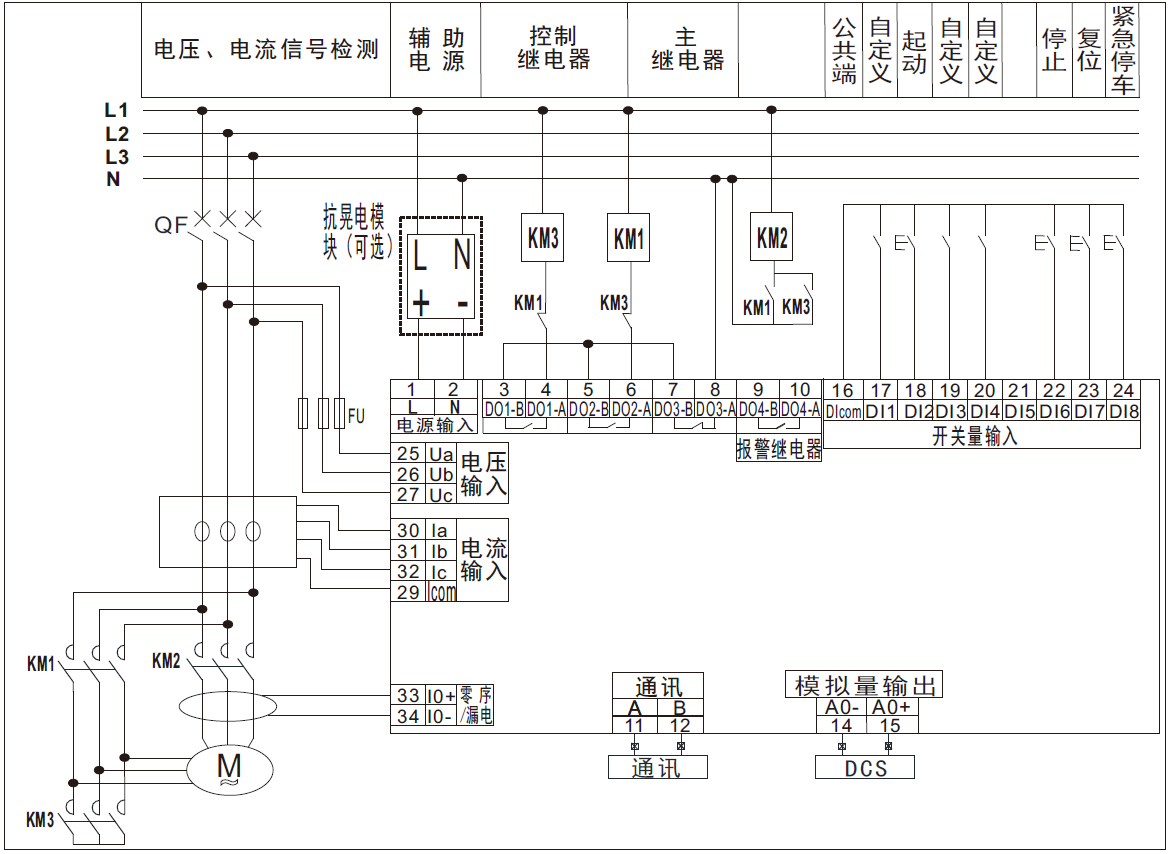 电压、电流信号检测
辅 助
电 源
控制
继电器
主
继电器
公共端
自定义
起动
自定义
自定义
停止
复位
紧急停车
L1
L2
L3
N
QF
抗晃电模
块（可选）
L N
+ -
KM3
KM1
KM2
KM1
KM3
KM1
KM3
FU
1 2 3 4 5 6 7 8 9 10 16 17 18 19 20 21 22 23 24
L N DO1-B DO1-A DO2-B DO2-A DO3-B DO3-A DO4-B DO4-A DIcom DI1 DI2 DI3 DI4 DI5 DI6 DI7 DI8
电源输入
报警继电器
开关量输入
25 Ua
26 Ub
27 Uc
电压
输入
30 Ia
31 Ib
32 Ic
29 Icom
电流
输入
KM1
KM2
33 I0+ 零 序
34 I0- /漏电
通讯
A B
11 12
通讯
模拟量输出
A0- A0+
14 15
DCS
M
≈
KM3